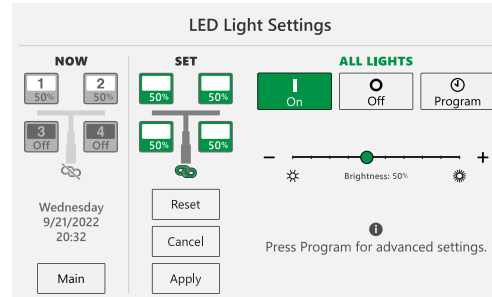 LED Light Settings
NOW
1 2
50% 50%
3 4
Off Off
Wednesday
9/21/2022
20:32
Main
SET
50% 50%
50% 50%
Reset
Cancel
Apply
ALL LIGHTS
On Off Program
− +
Brightness: 50%
Press Program for advanced settings.